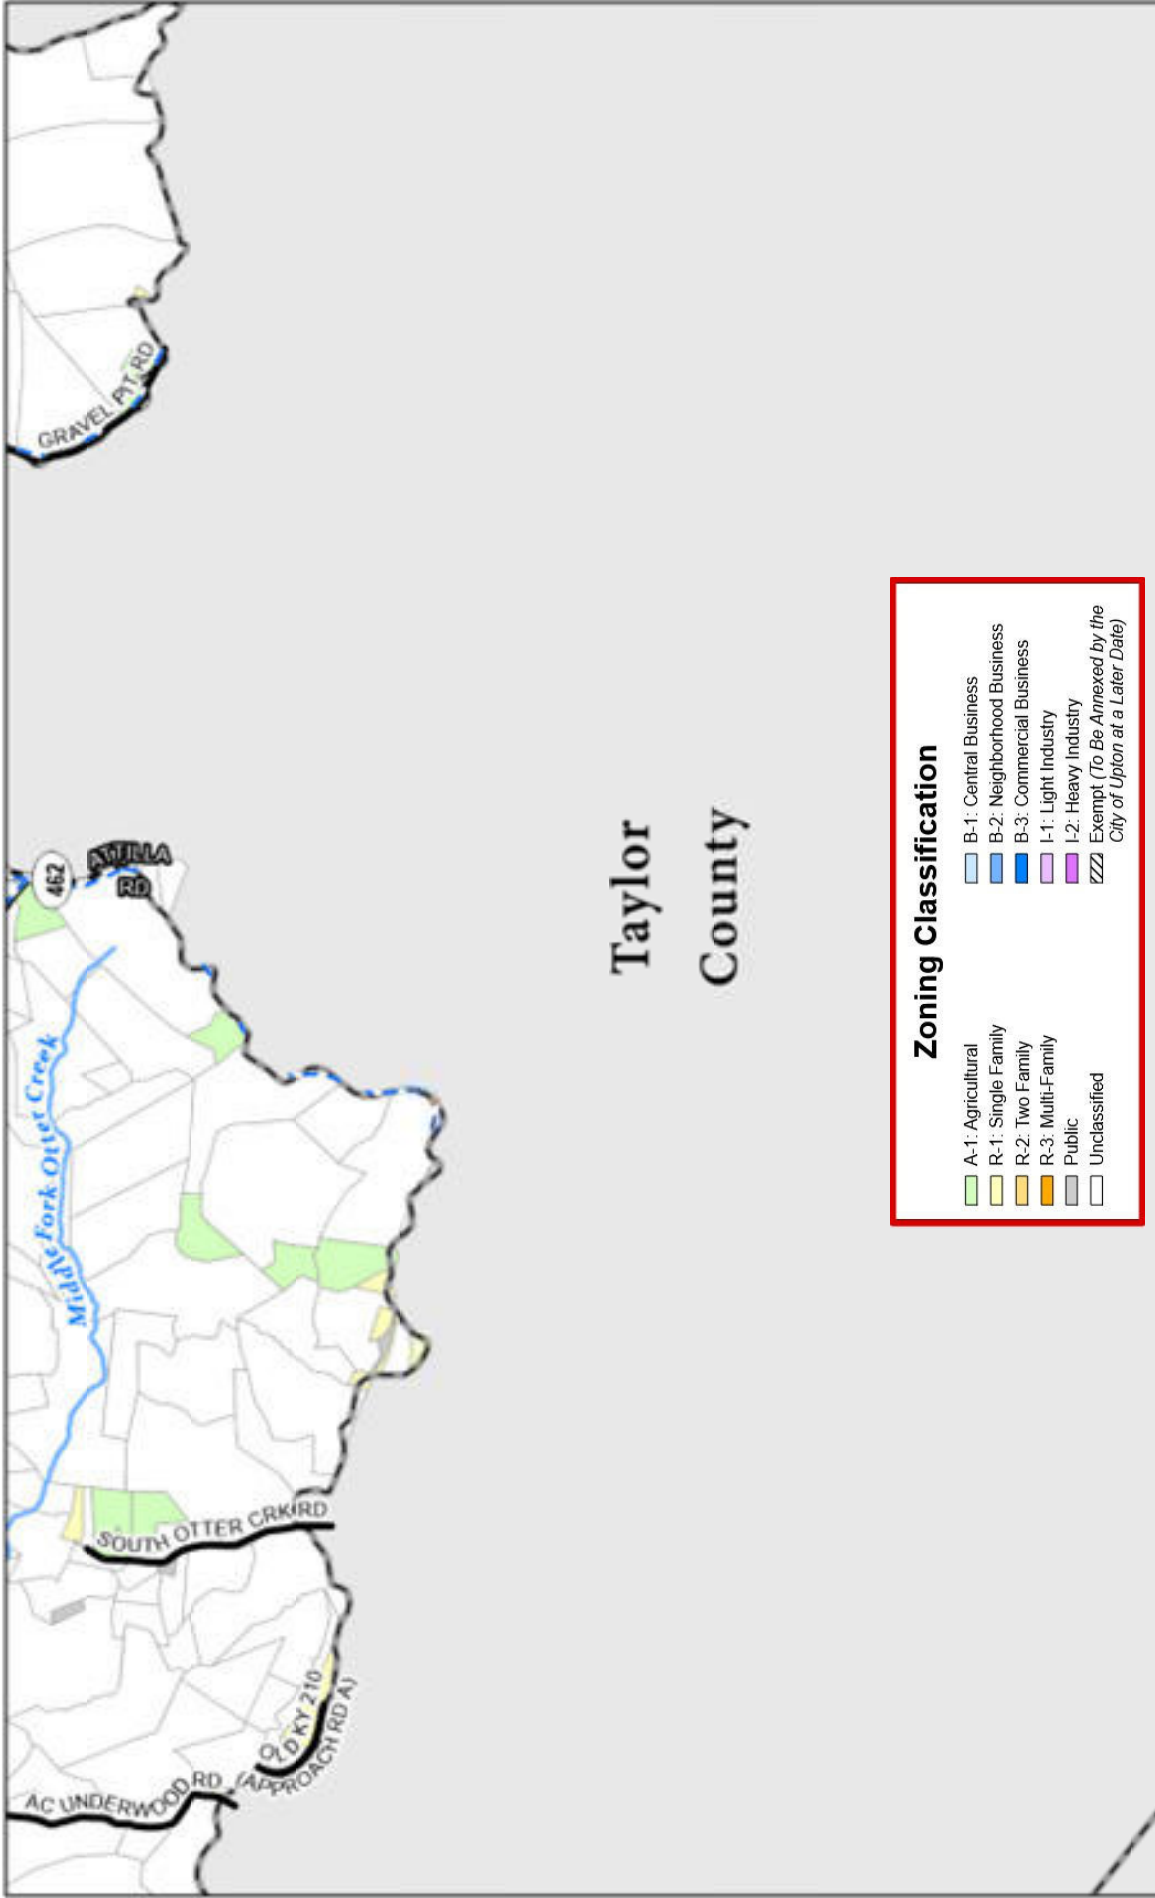 AC UNDERWOOD RD
OLD KY 210
(APPROACH RD A)
SOUTH OTTER CRK RD
Middle Fork Otter Creek
462
ATTILLA
RD
GRAVEL PIT RD
Taylor
County
Zoning Classification
A-1: Agricultural
R-1: Single Family
R-2: Two Family
R-3: Multi-Family
Public
Unclassified
B-1: Central Business
B-2: Neighborhood Business
B-3: Commercial Business
I-1: Light Industry
I-2: Heavy Industry
Exempt (To Be Annexed by the
City of Upton at a Later Date)